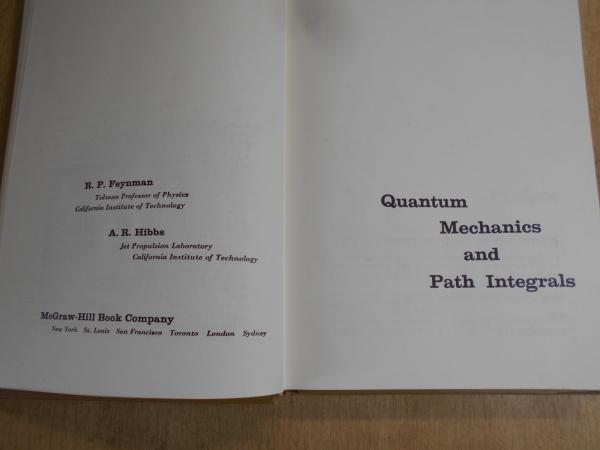 R. P. Feynman
Tolman Professor of Physics
California Institute of Technology
A. R. Hibbs
Jet Propulsion Laboratory
California Institute of Technology
McGraw-Hill Book Company
New York St. Louis San Francisco Toronto London Sydney
Quantum
Mechanics
and
Path Integrals